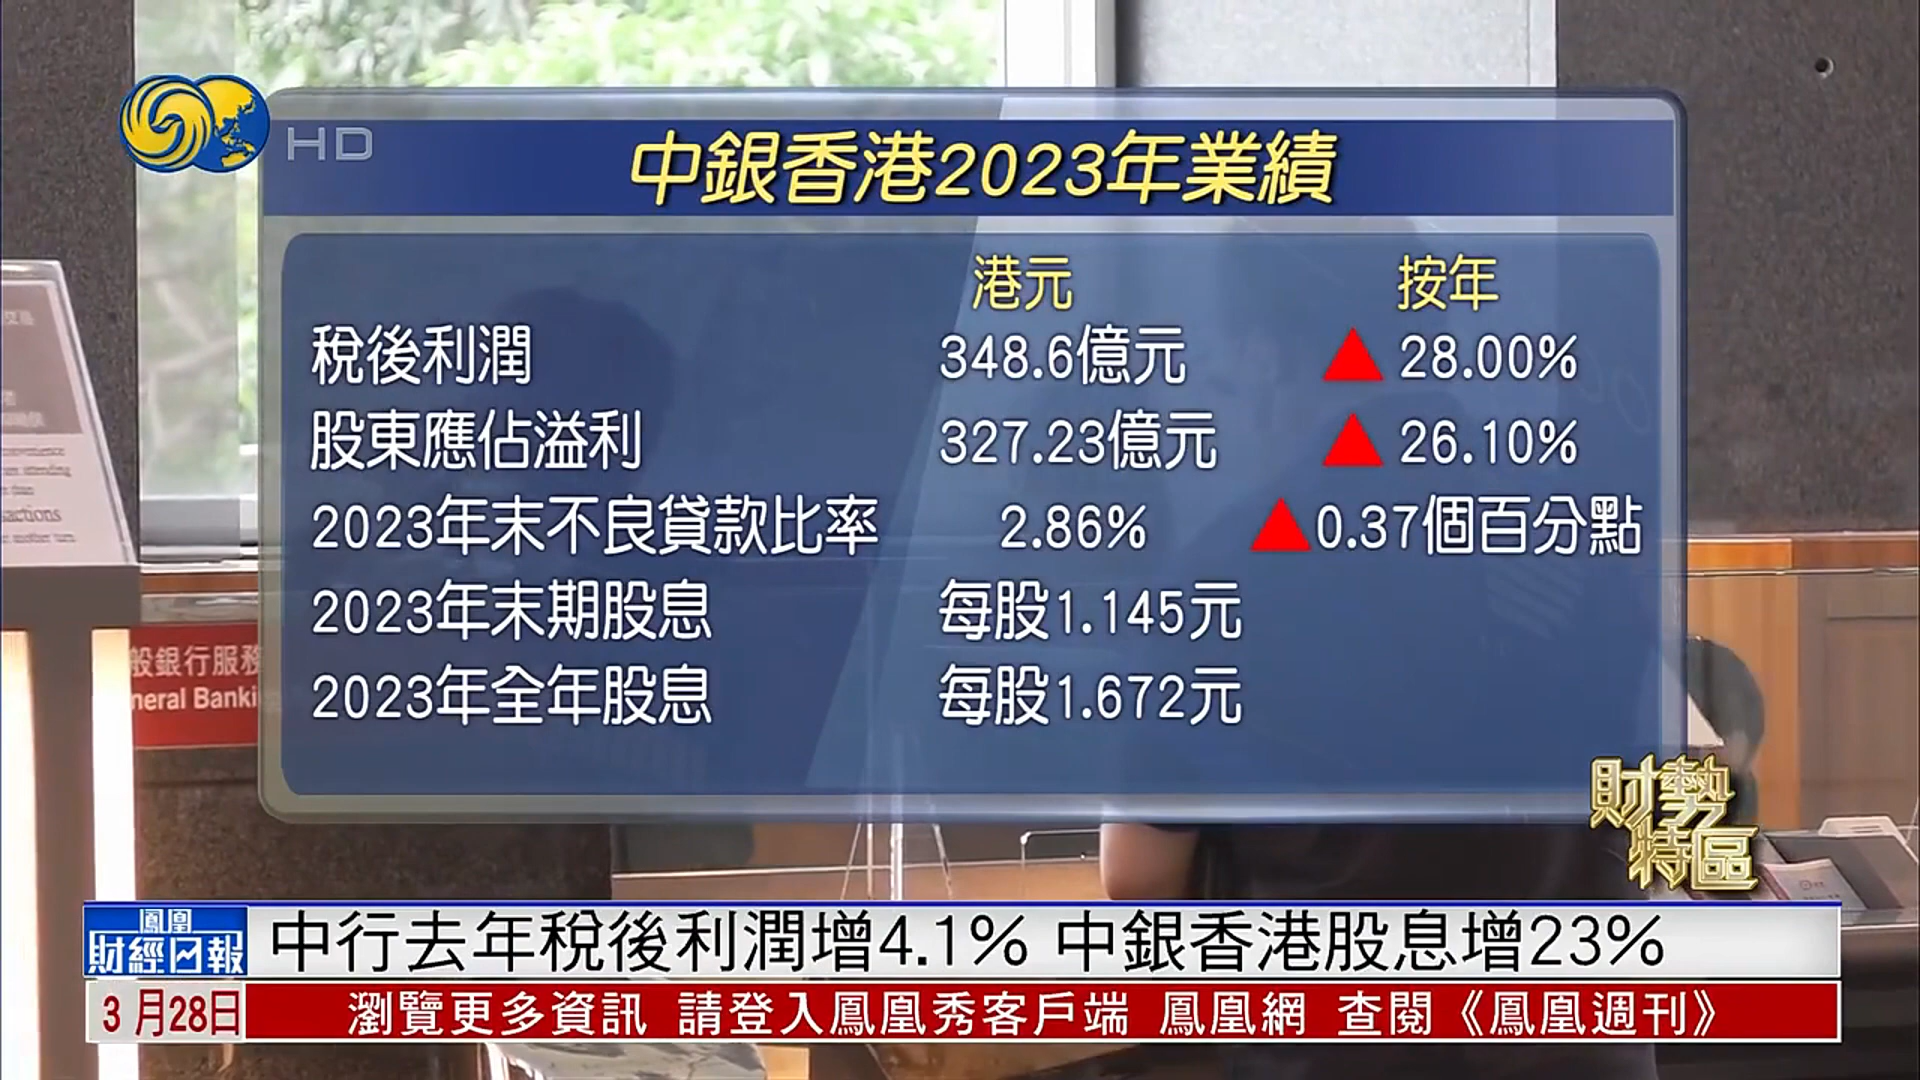 HD
中銀香港2023年業績
港元 按年
稅後利潤 348.6億元 ▲ 28.00%
股東應佔溢利 327.23億元 ▲ 26.10%
2023年末不良貸款比率 2.86% ▲0.37個百分點
2023年末期股息 每股1.145元
2023年全年股息 每股1.672元
般銀行服務
neral Banki
actions
財勢
特區
鳳凰
財經日報
中行去年稅後利潤增4.1% 中銀香港股息增23%
3月28日
瀏覽更多資訊 請登入鳳凰秀客戶端 鳳凰網 查閱《鳳凰週刊》